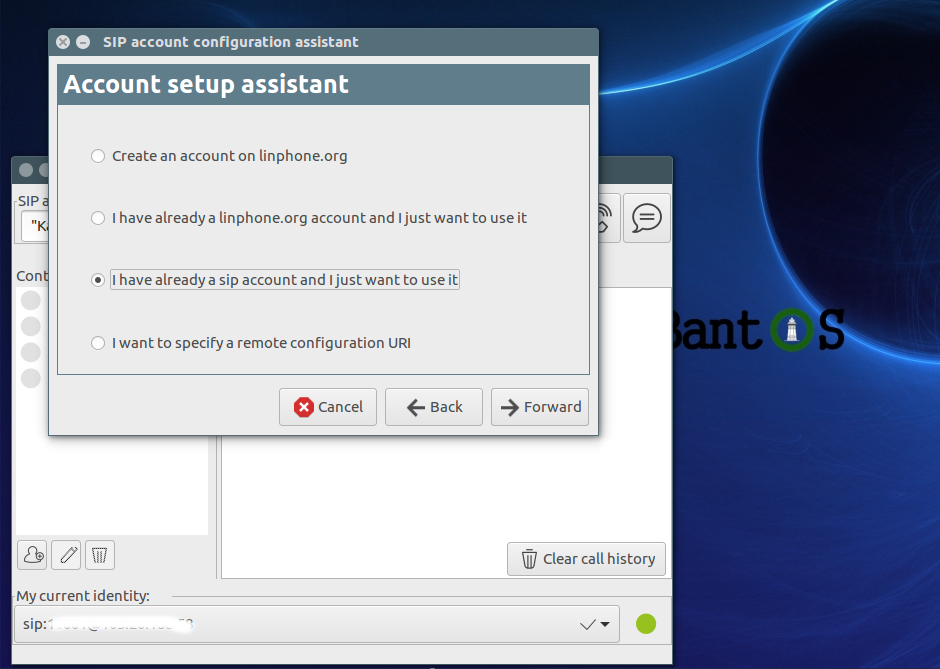 SIP account configuration assistant
Account setup assistant
Create an account on linphone.org
I have already a linphone.org account and I just want to use it
I have already a sip account and I just want to use it
I want to specify a remote configuration URI
Cancel
Back
Forward
SIP a
"Ka
Cont
Bant S
Clear call history
My current identity:
sip: